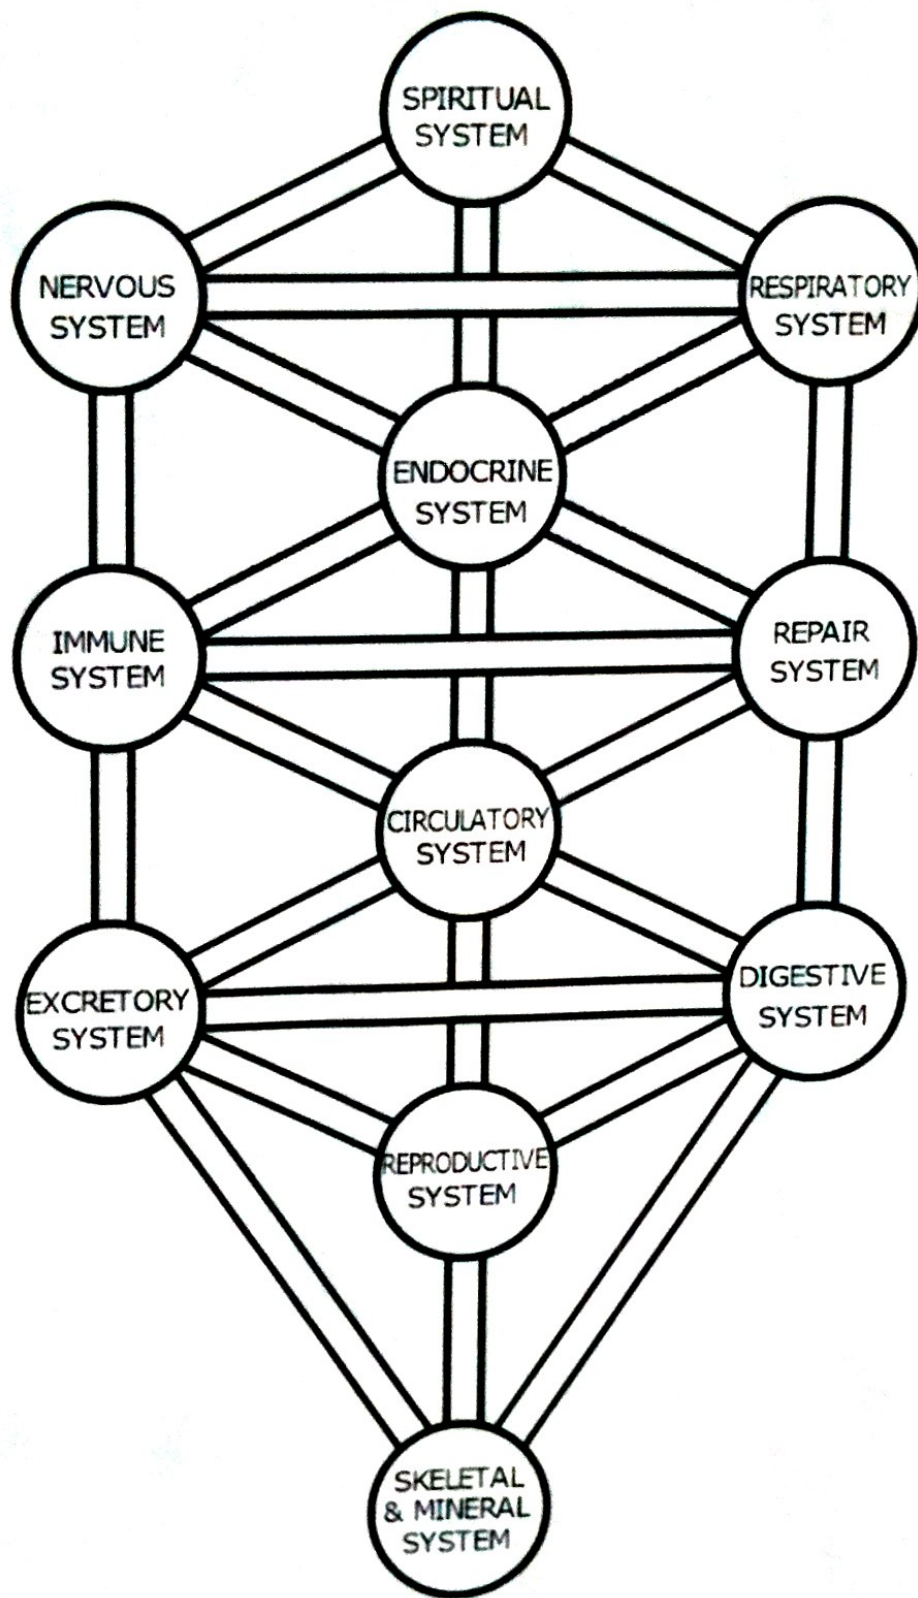 SPIRITUAL
SYSTEM
NERVOUS
SYSTEM
RESPIRATORY
SYSTEM
ENDOCRINE
SYSTEM
IMMUNE
SYSTEM
REPAIR
SYSTEM
CIRCULATORY
SYSTEM
EXCRETORY
SYSTEM
DIGESTIVE
SYSTEM
REPRODUCTIVE
SYSTEM
SKELETAL
& MINERAL
SYSTEM